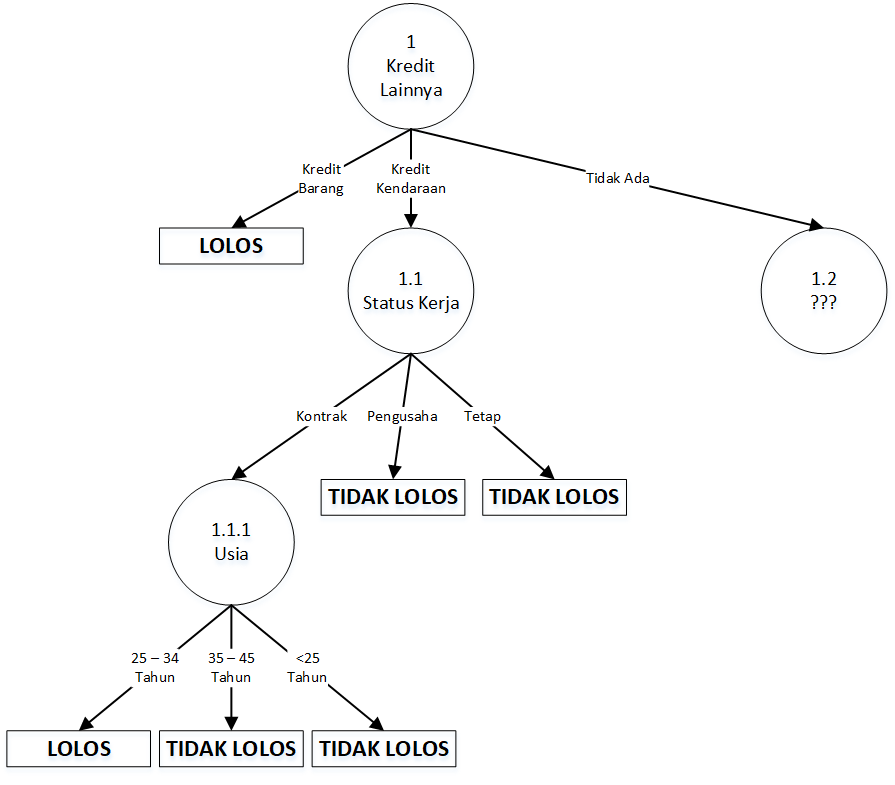 1
Kredit
Lainnya
Kredit
Barang
Kredit
Kendaraan
Tidak Ada
LOLOS
1.1
Status Kerja
1.2
???
Kontrak
Pengusaha
Tetap
1.1.1
Usia
TIDAK LOLOS
TIDAK LOLOS
25 – 34
Tahun
35 – 45
Tahun
<25
Tahun
LOLOS
TIDAK LOLOS
TIDAK LOLOS